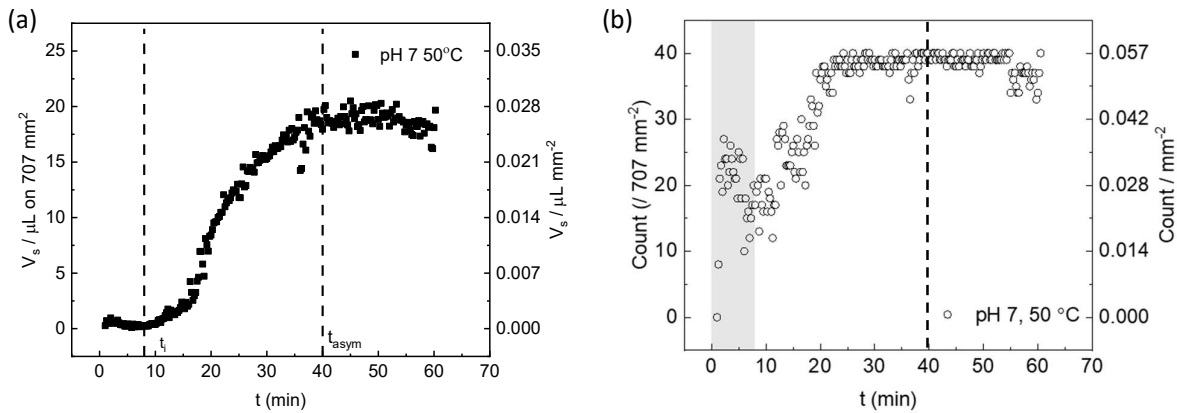 (a)
V_s / μL on 707 mm²
25
20
15
10
5
0
pH 7 50°C
t_i
t_asym
0.035
0.028
0.021
0.014
0.007
0.000
V_s / μL mm⁻²
0 10 20 30 40 50 60 70
t (min)
(b)
Count (/ 707 mm⁻²)
40
30
20
10
0
pH 7, 50 °C
0.057
0.042
0.028
0.014
0.000
Count / mm⁻²
0 10 20 30 40 50 60 70
t (min)